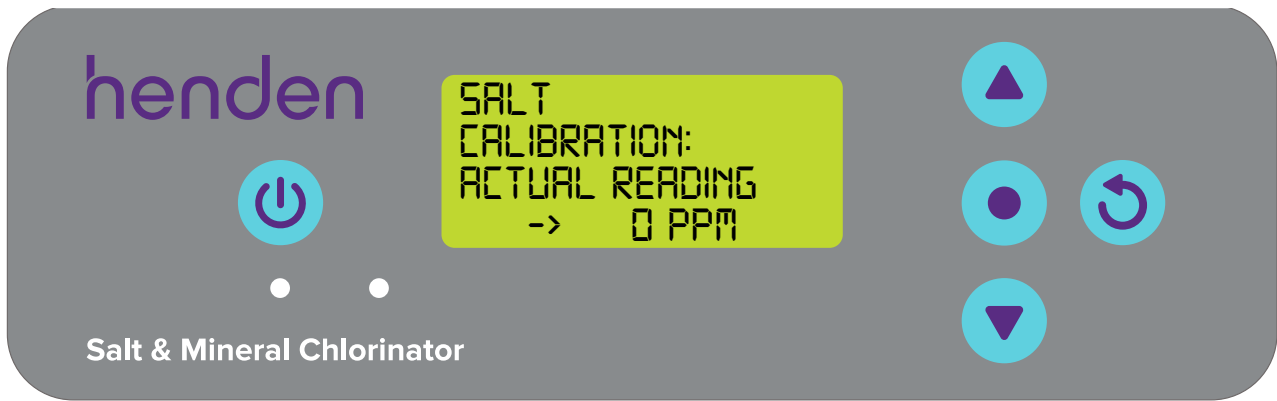 henden
SALT
CALIBRATION:
ACTUAL READING
-> 0 PPM
Salt & Mineral Chlorinator